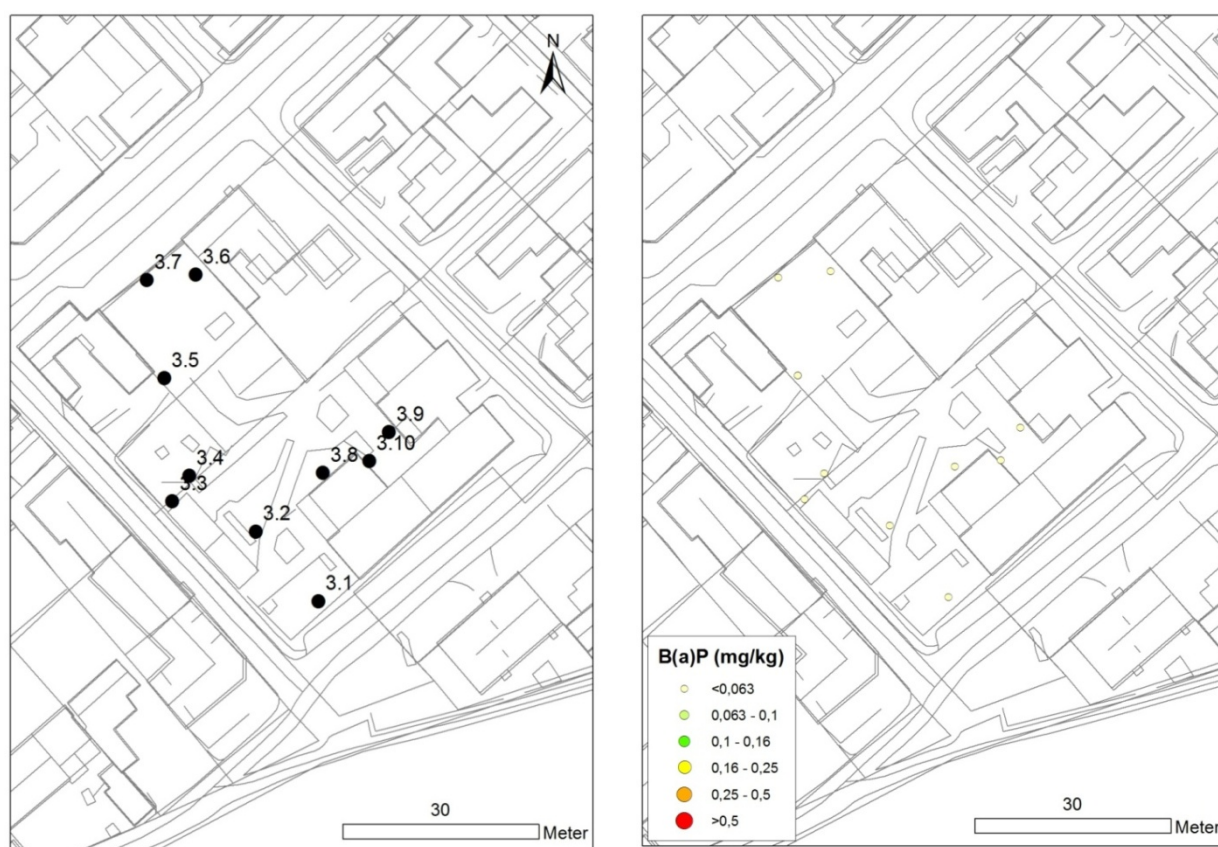 N
3.7
3.6
3.5
3.9
3.10
3.8
3.4
3.3
3.2
3.1
30
Meter
B(a)P (mg/kg)
<0,063
0,063 - 0,1
0,1 - 0,16
0,16 - 0,25
0,25 - 0,5
>0,5
30
Meter